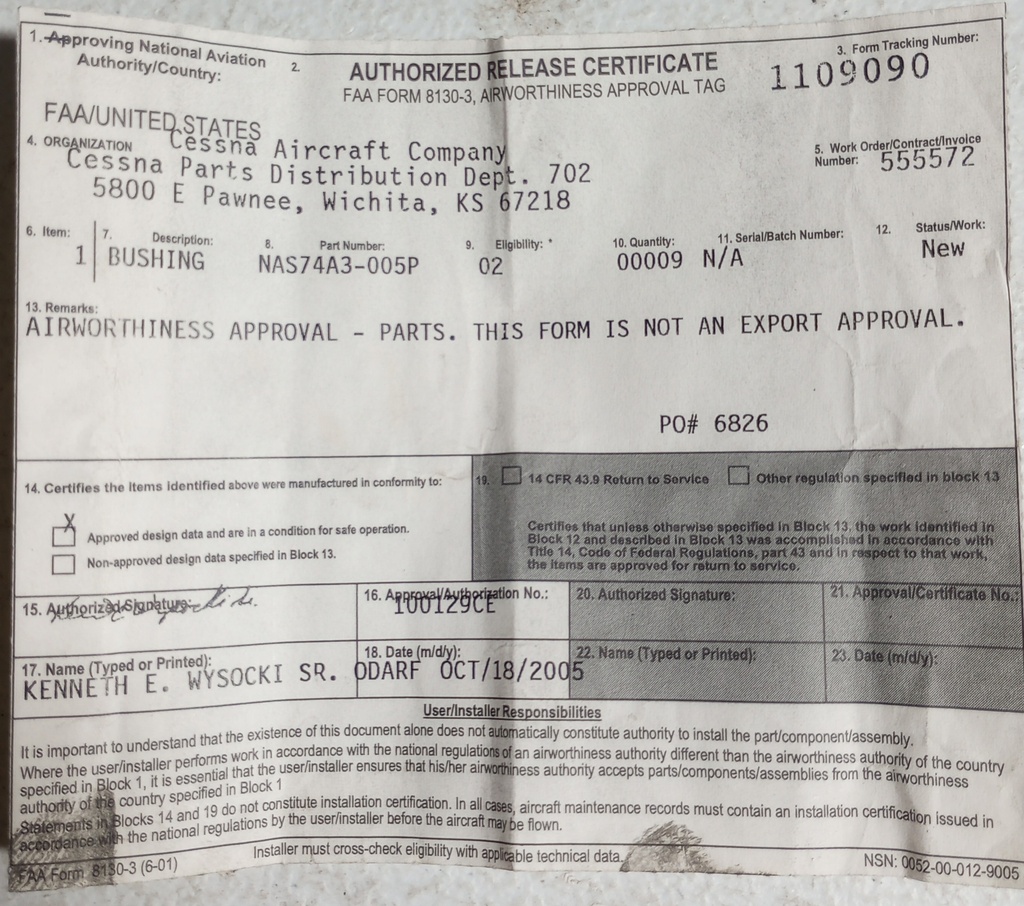 1. Approving National Aviation
Authority/Country:
FAA/UNITED STATES
2.
AUTHORIZED RELEASE CERTIFICATE
FAA FORM 8130-3, AIRWORTHINESS APPROVAL TAG
3. Form Tracking Number:
1109090
4. ORGANIZATION
Cessna Aircraft Company
Cessna Parts Distribution Dept. 702
5800 E Pawnee, Wichita, KS 67218
5. Work Order/Contract/Invoice
Number: 555572
6. Item: 7. Description: 8. Part Number: 9. Eligibility: * 10. Quantity: 11. Serial/Batch Number: 12. Status/Work:
1 BUSHING NAS74A3-005P 02 00009 N/A New
13. Remarks:
AIRWORTHINESS APPROVAL - PARTS. THIS FORM IS NOT AN EXPORT APPROVAL.
PO# 6826
14. Certifies the items identified above were manufactured in conformity to:
X
Approved design data and are in a condition for safe operation.
Non-approved design data specified in Block 13.
19. 14 CFR 43.9 Return to Service Other regulation specified in block 13
Certifies that unless otherwise specified in Block 13, the work identified in
Block 12 and described in Block 13 was accomplished in accordance with
Title 14, Code of Federal Regulations, part 43 and in respect to that work,
the items are approved for return to service.
15. Authorized Signature:
16. Approval/Authorization No.:
100129CE
20. Authorized Signature:
21. Approval/Certificate No.:
17. Name (Typed or Printed):
KENNETH E. WYSOCKI SR. ODARF
18. Date (m/d/y):
OCT/18/2005
22. Name (Typed or Printed):
23. Date (m/d/y):
User/Installer Responsibilities
It is important to understand that the existence of this document alone does not automatically constitute authority to install the part/component/assembly.
Where the user/installer performs work in accordance with the national regulations of an airworthiness authority different than the airworthiness authority of the country
specified in Block 1, it is essential that the user/installer ensures that his/her airworthiness authority accepts parts/components/assemblies from the airworthiness
authority of the country specified in Block 1
Statements in Blocks 14 and 19 do not constitute installation certification. In all cases, aircraft maintenance records must contain an installation certification issued in
accordance with the national regulations by the user/installer before the aircraft may be flown.
FAA Form 8130-3 (6-01)
Installer must cross-check eligibility with applicable technical data.
NSN: 0052-00-012-9005